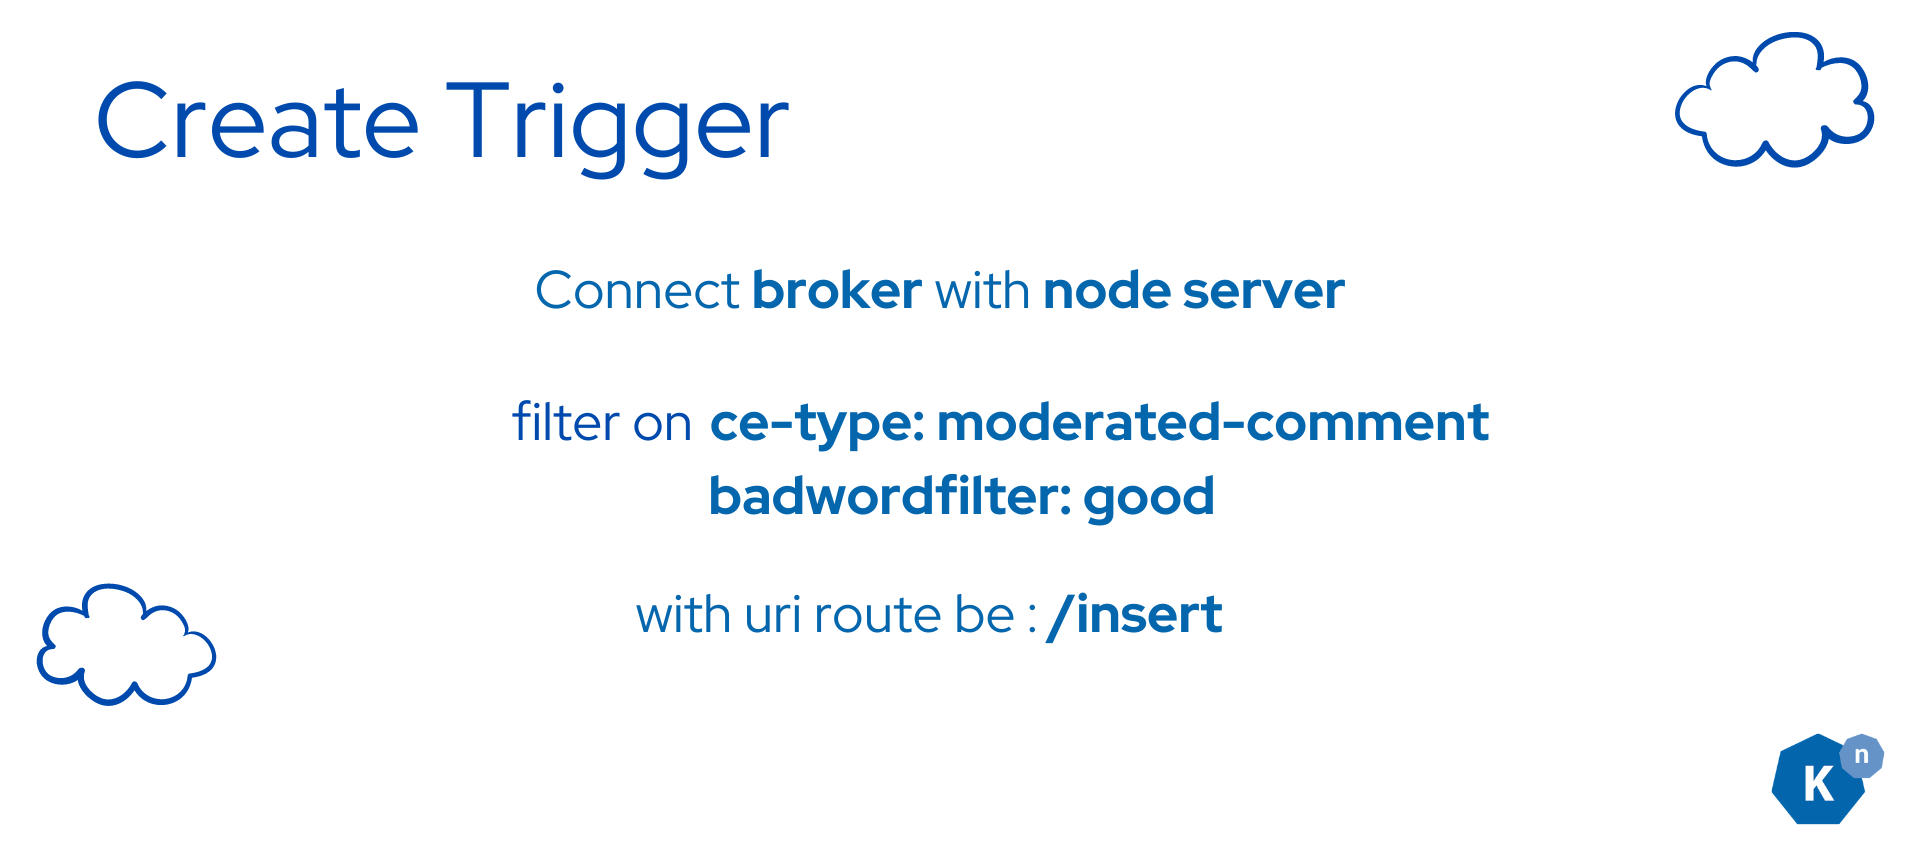 Create Trigger
Connect broker with node server
filter on ce-type: moderated-comment
badwordfilter: good
with uri route be : /insert
K n